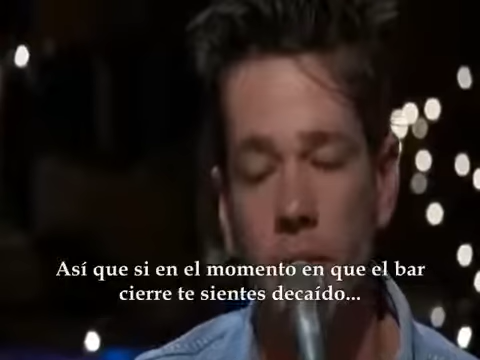 Así que si en el momento en que el bar
cierre te sientes decaído...